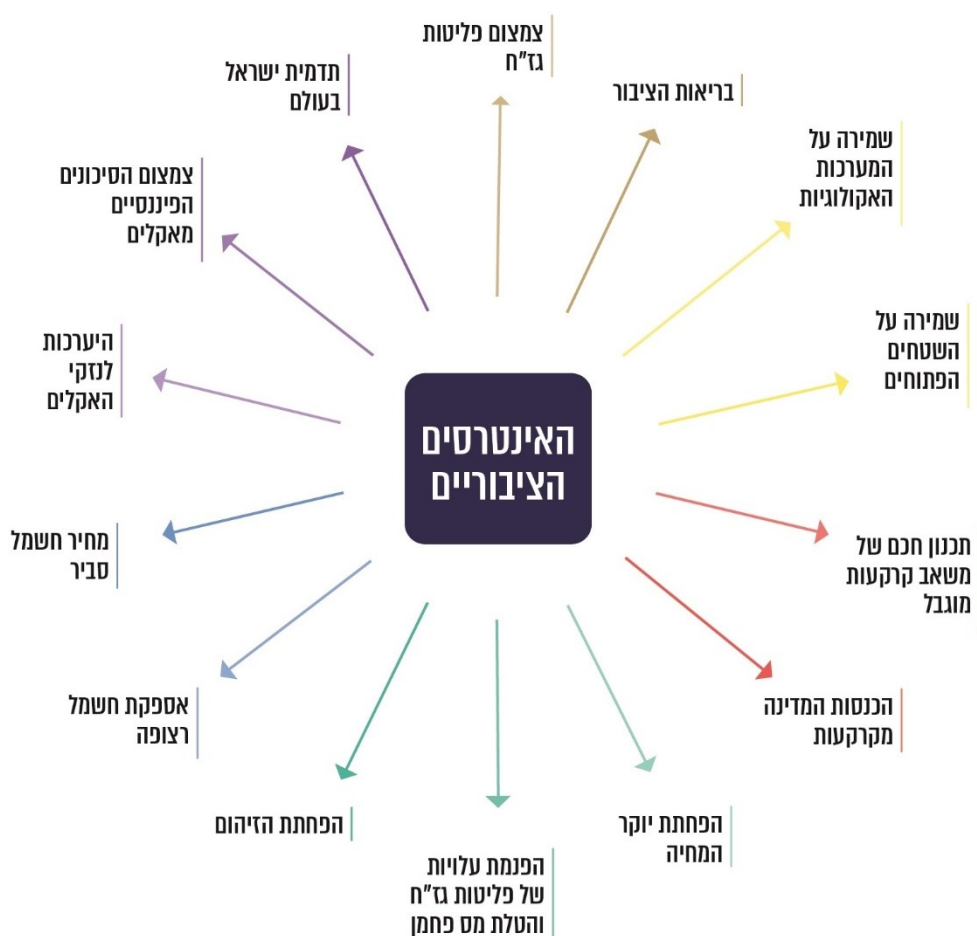 צמצום פליטות
גז"ח
בריאות הציבור
שמירה על
המערכות
האקולוגיות
שמירה על
השטחים
הפתוחים
תכנון חכם של
משאב קרקעות
מוגבל
הכנסות המדינה
מקרקעות
הפחתת יוקר
המחיה
הפנמת עלויות
של פליטות גז"ח
והטלת מס פחמן
הפחתת הזיהום
אספקת חשמל
רצופה
מחיר חשמל
סביר
היערכות
לנזקי
האקלים
צמצום הסיכונים
הפיננסיים
מאקלים
תדמית ישראל
בעולם
האינטרסים
הציבוריים